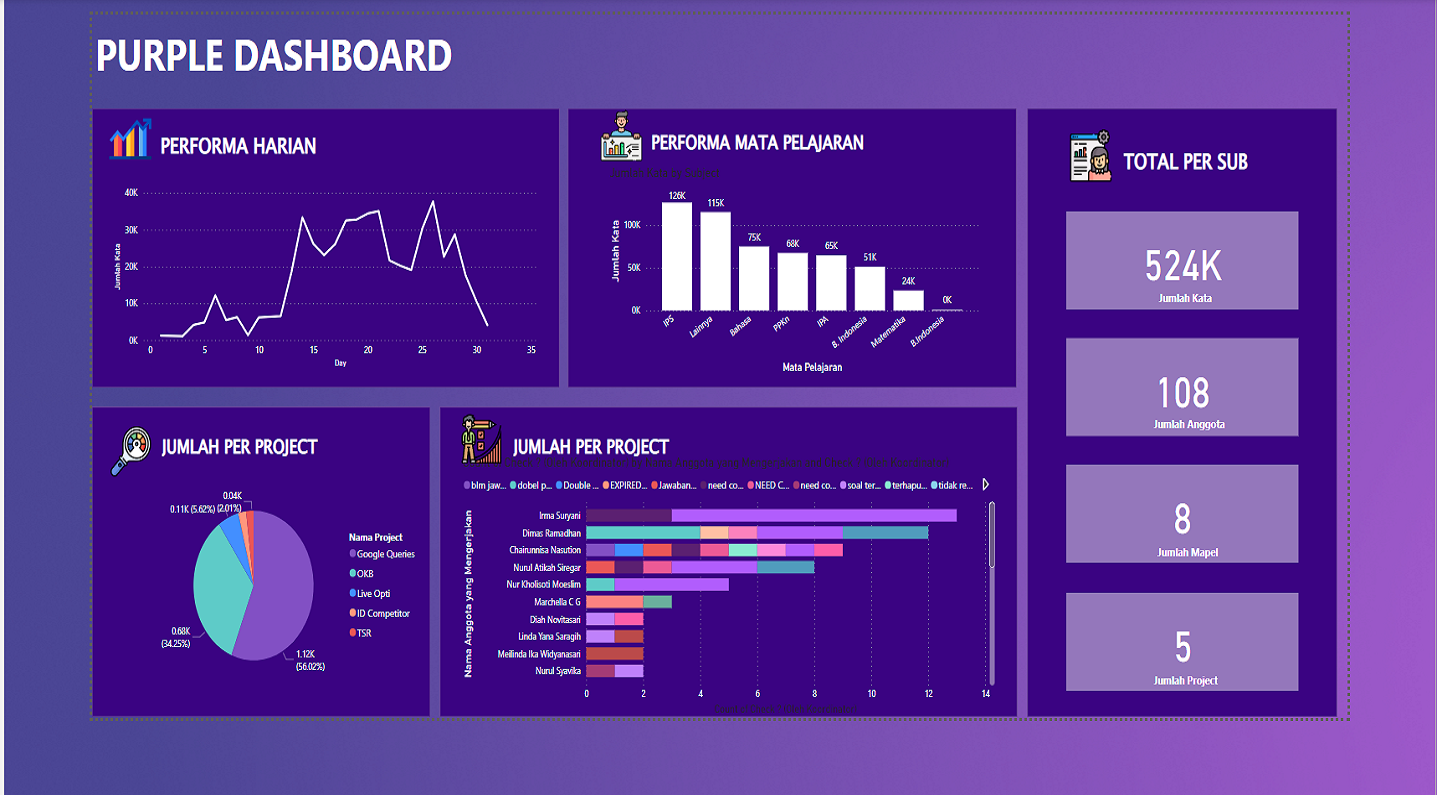 PURPLE DASHBOARD
PERFORMA HARIAN
40K
30K
20K
10K
0K
Jumlah Kata
0 5 10 15 20 25 30 35
Day
PERFORMA MATA PELAJARAN
126K
115K
75K
68K
65K
51K
24K
0K
100K
50K
0K
Jumlah Kata
IPS
Lainnya
Bahasa
PPKn
IPA
B. Indonesia
Matematika
B.Indonesia
Mata Pelajaran
TOTAL PER SUB
524K
Jumlah Kata
108
Jumlah Anggota
8
Jumlah Mapel
5
Jumlah Project
JUMLAH PER PROJECT
0.04K
(2.01%)
0.11K (5.62%)
0.68K
(34.25%)
1.12K
(56.02%)
Nama Project
Google Queries
OKB
Live Opti
ID Competitor
TSR
JUMLAH PER PROJECT
blm jaw... dobel p... Double ... EXPIRED... Jawaban... need co... NEED C... need co... soal ter... terhapu... tidak re...
Nama Anggota yang Mengerjakan
Irma Suryani
Dimas Ramadhan
Chairunnisa Nasution
Nurul Atikah Siregar
Nur Kholisoti Moeslim
Marchella C G
Diah Novitasari
Linda Yana Saragih
Meilinda Ika Widyanasari
Nurul Syavika
0 2 4 6 8 10 12 14